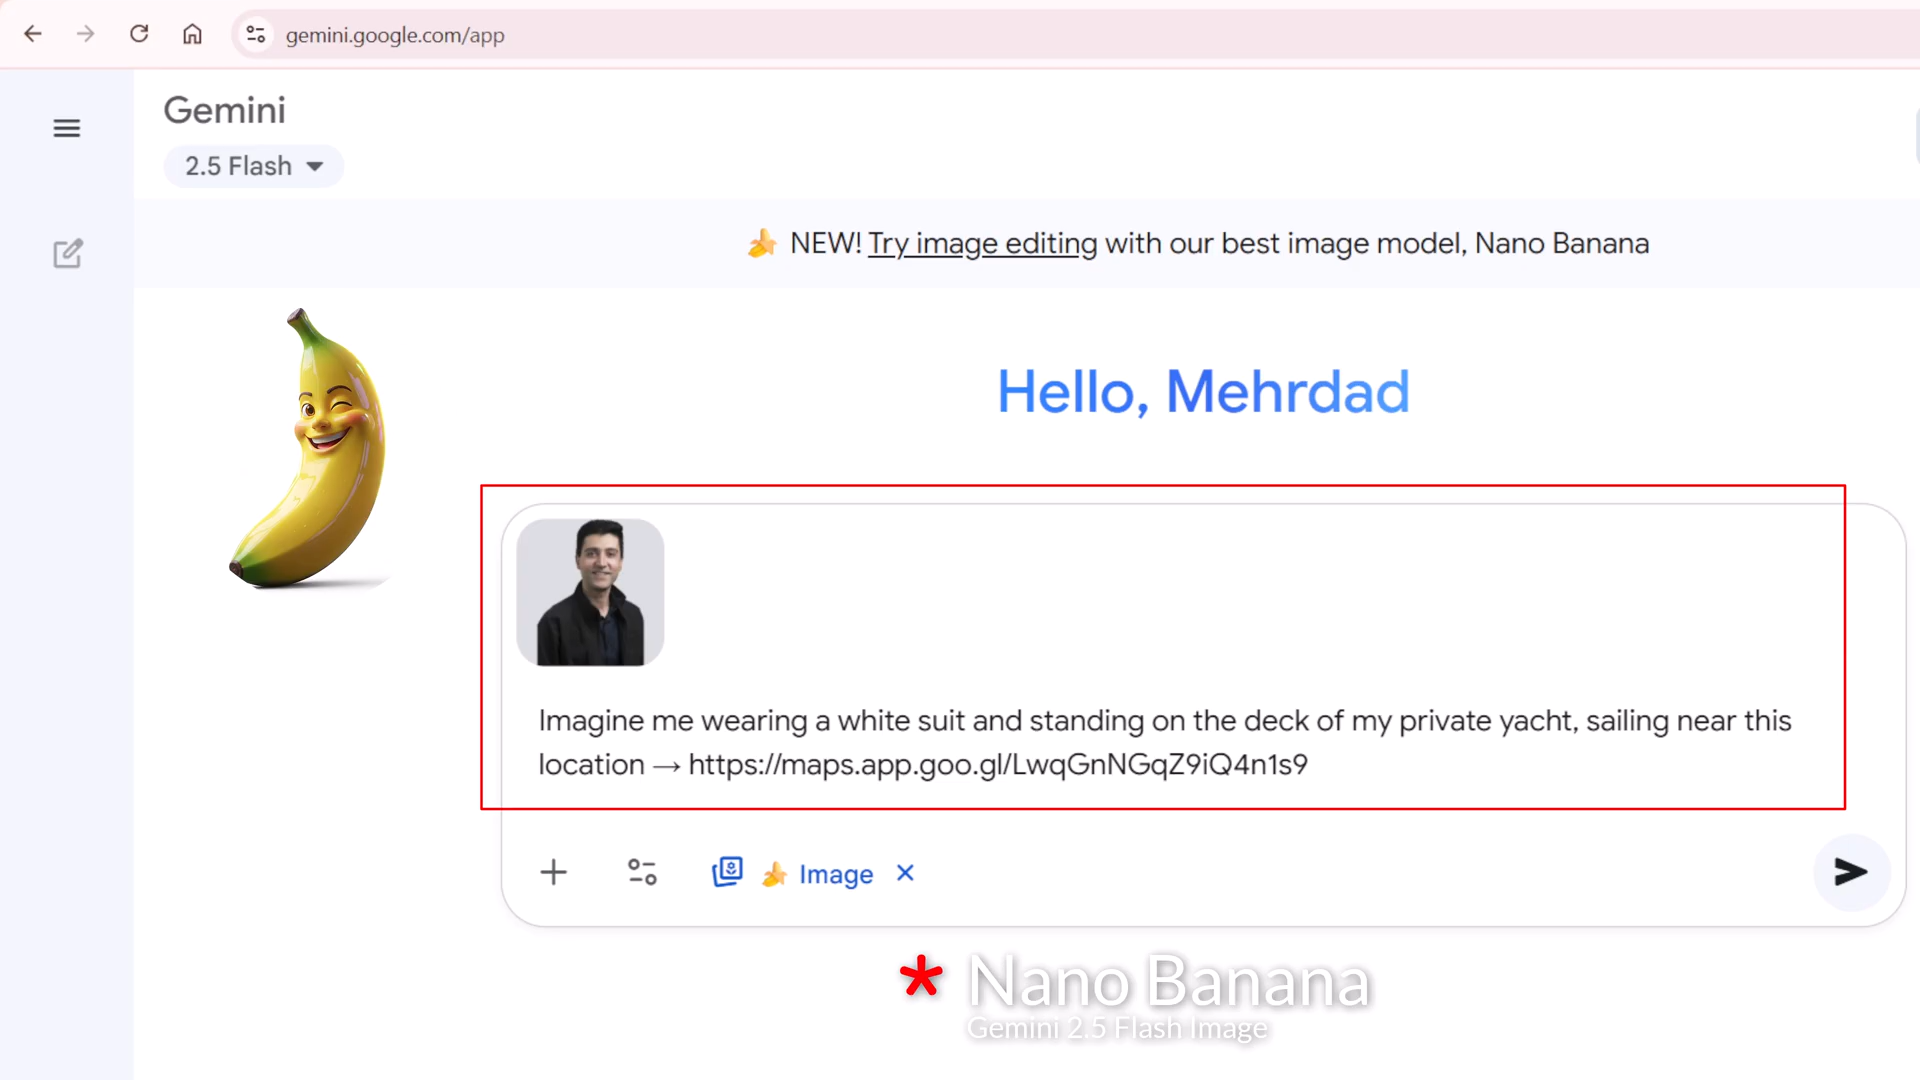 gemini.google.com/app
Gemini
2.5 Flash
NEW! Try image editing with our best image model, Nano Banana
Hello, Mehrdad
Imagine me wearing a white suit and standing on the deck of my private yacht, sailing near this
location → https://maps.app.goo.gl/LwqGnNGqZ9iQ4n1s9
Image
* Nano Banana
Gemini 2.5 Flash Image